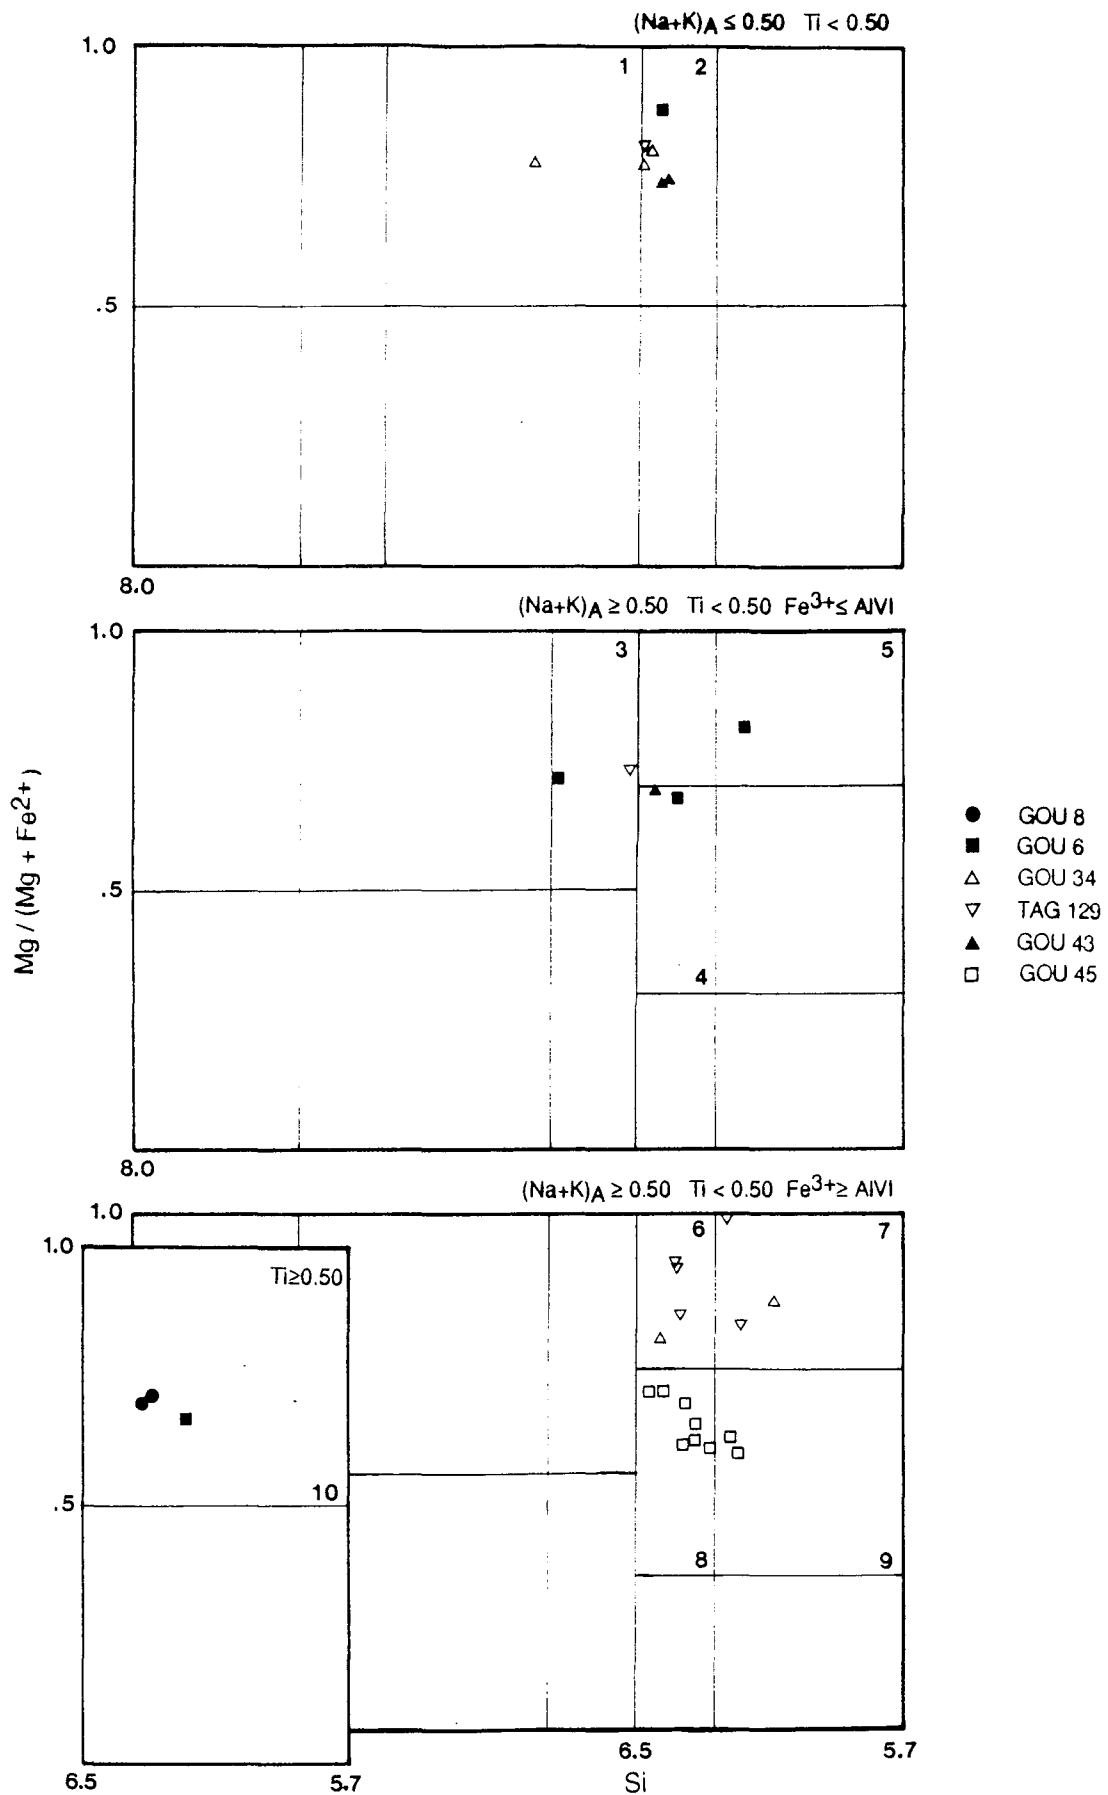 (Na+K)A ≤ 0.50 Ti < 0.50
1.0
1 2
.5
8.0
(Na+K)A ≥ 0.50 Ti < 0.50 Fe3+≤ AlVI
1.0
3 5
.5
4
8.0
Mg / (Mg + Fe2+)
GOU 8
GOU 6
GOU 34
TAG 129
GOU 43
GOU 45
(Na+K)A ≥ 0.50 Ti < 0.50 Fe3+≥ AlVI
1.0
6 7
1.0
Ti≥0.50
10
.5
8 9
6.5 5.7
6.5 5.7
Si